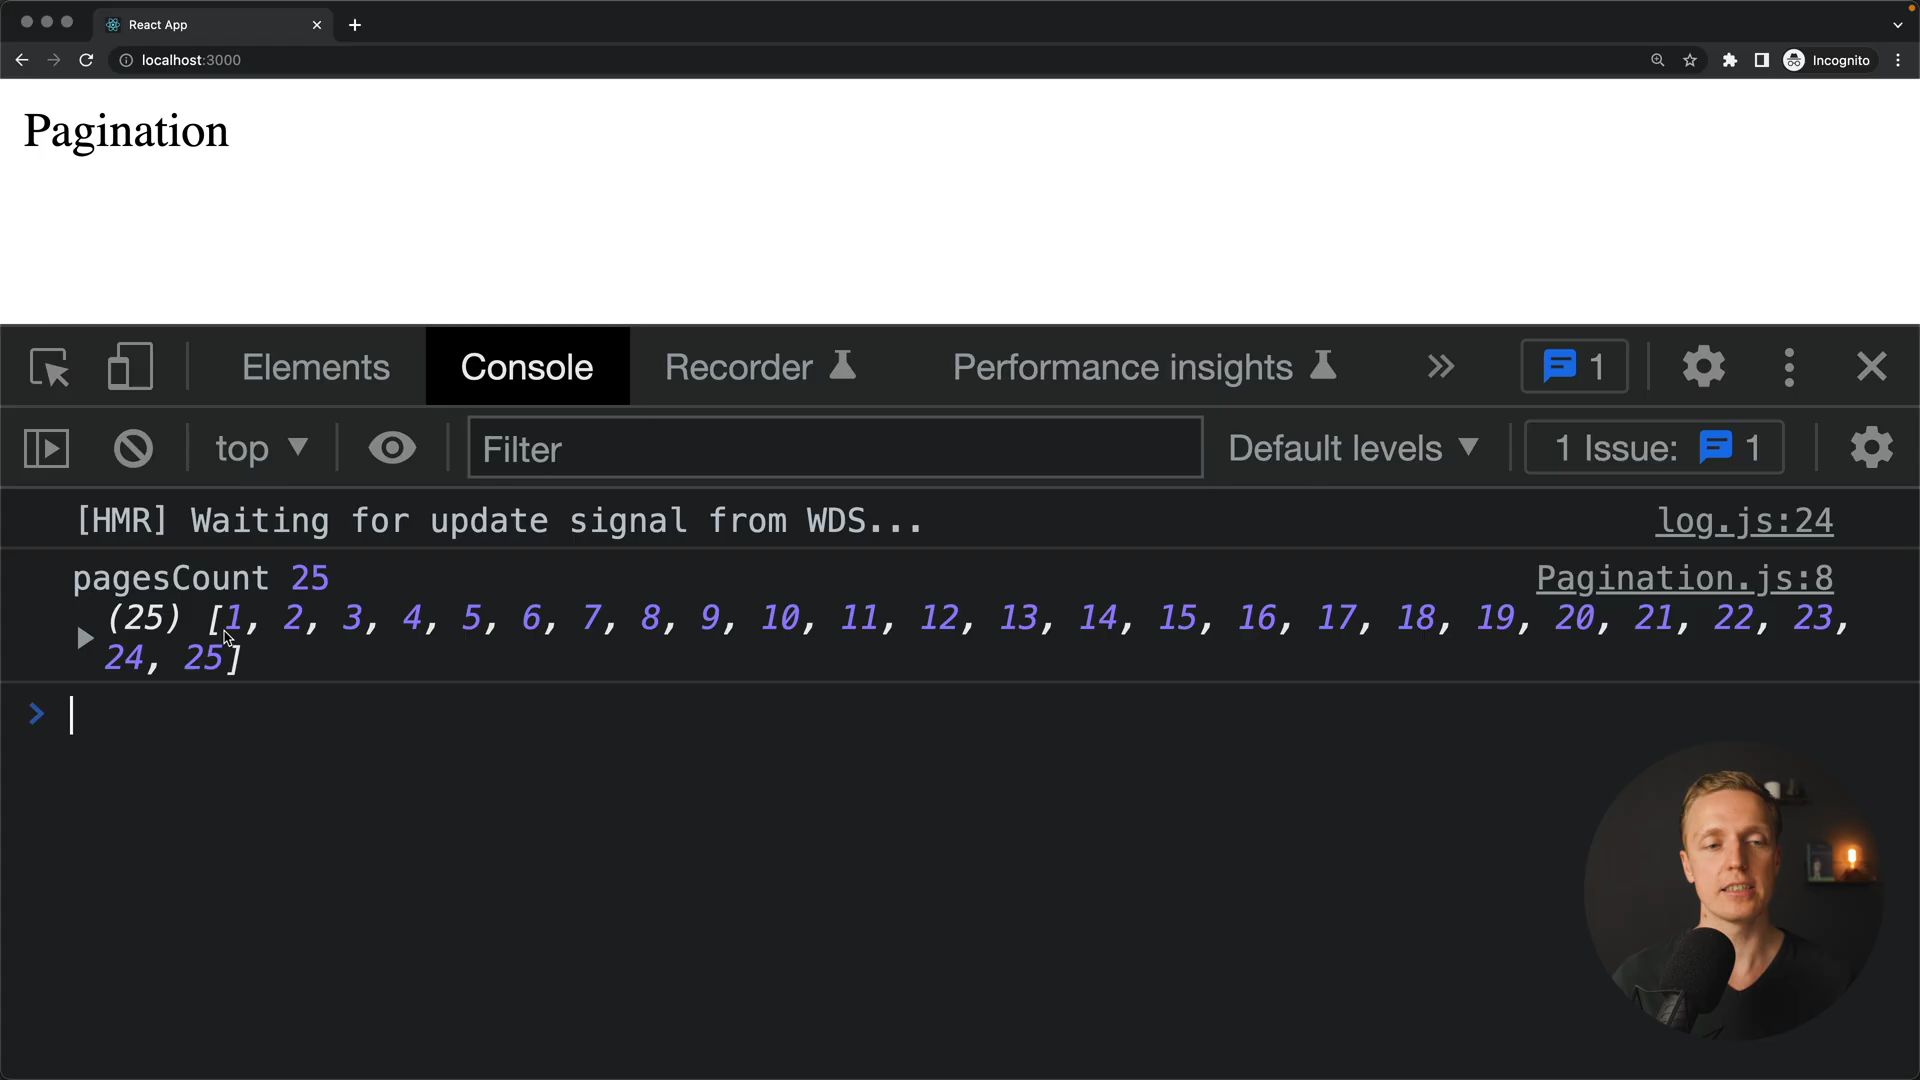 React App
localhost:3000
Incognito
Pagination
Elements
Console
Recorder
Performance insights
1
top
Filter
Default levels
1 Issue:
1
[HMR] Waiting for update signal from WDS...
log.js:24
pagesCount 25
Pagination.js:8
(25) [1, 2, 3, 4, 5, 6, 7, 8, 9, 10, 11, 12, 13, 14, 15, 16, 17, 18, 19, 20, 21, 22, 23,
24, 25]